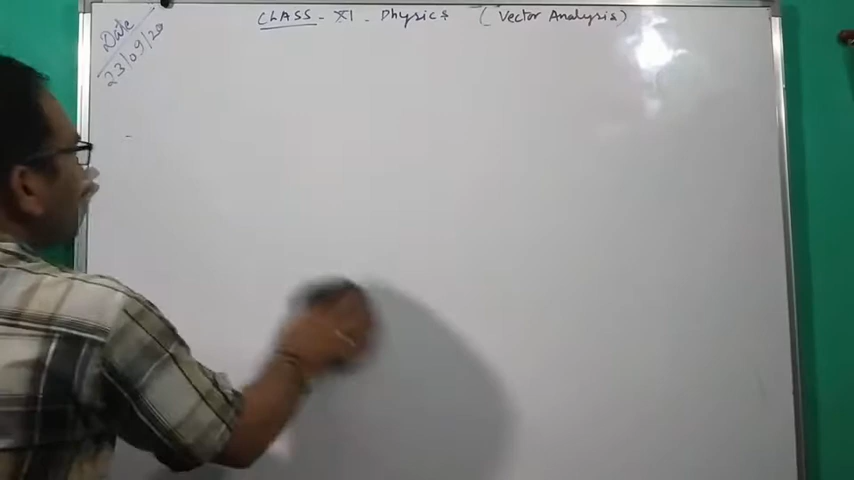 Date
23/09/20
CLASS - XI - Physics (Vector Analysis)